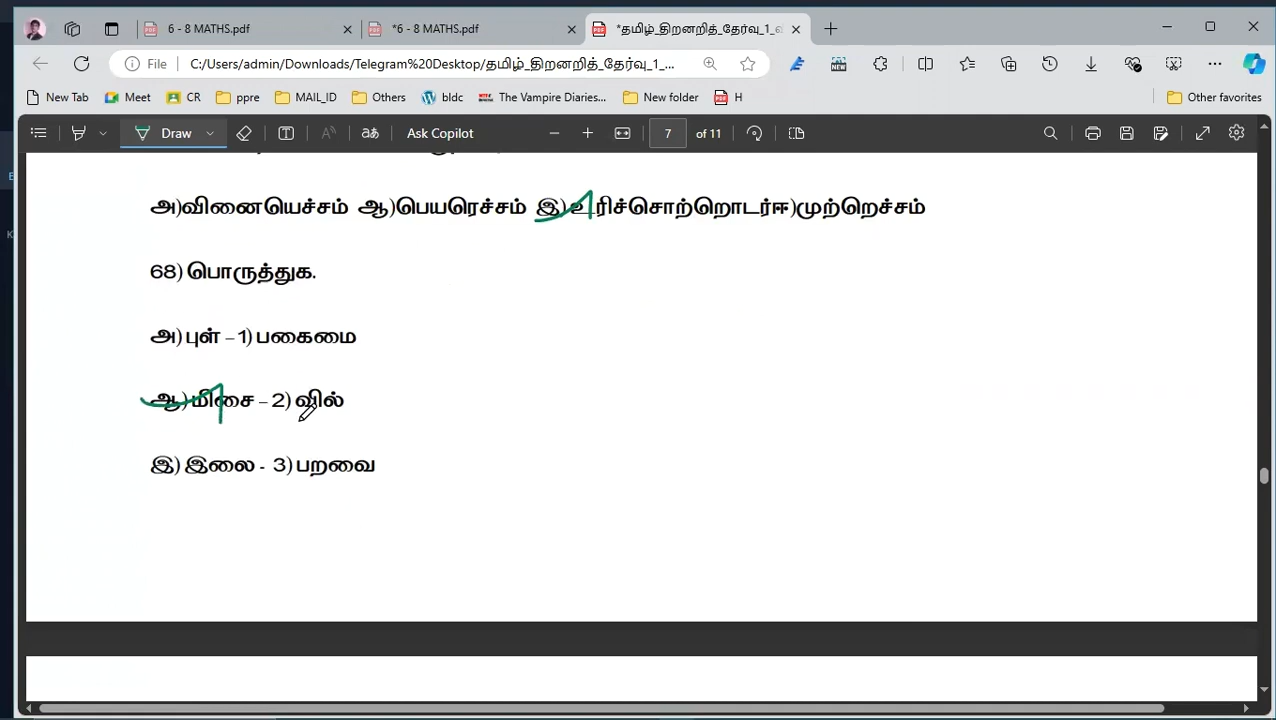 6 - 8 MATHS.pdf
*6 - 8 MATHS.pdf
*தமிழ்_திறனறித்_தேர்வு_1_வ
File
C:/Users/admin/Downloads/Telegram%20Desktop/தமிழ்_திறனறித்_தேர்வு_1_...
New Tab Meet CR ppre MAIL_ID Others bldc The Vampire Diaries... New folder H Other favorites
Draw Ask Copilot 7 of 11
அ)வினையெச்சம் ஆ)பெயரெச்சம் இ)உரிச்சொற்றொடர்ஈ)முற்றெச்சம்
68) பொருத்துக.
அ) புள் – 1) பகைமை
ஆ) மிசை – 2) வில்
இ) இலை - 3) பறவை